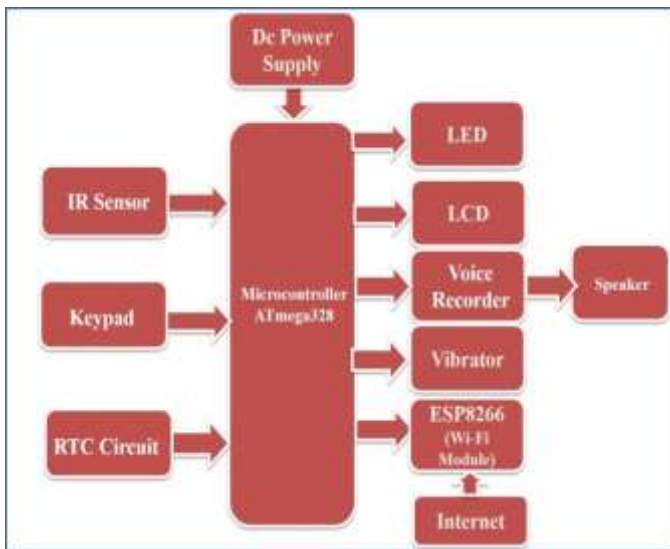 Dc Power
Supply
IR Sensor
Keypad
RTC Circuit
Microcontroller
ATmega328
LED
LCD
Voice
Recorder
Speaker
Vibrator
ESP8266
(Wi-Fi
Module)
Internet